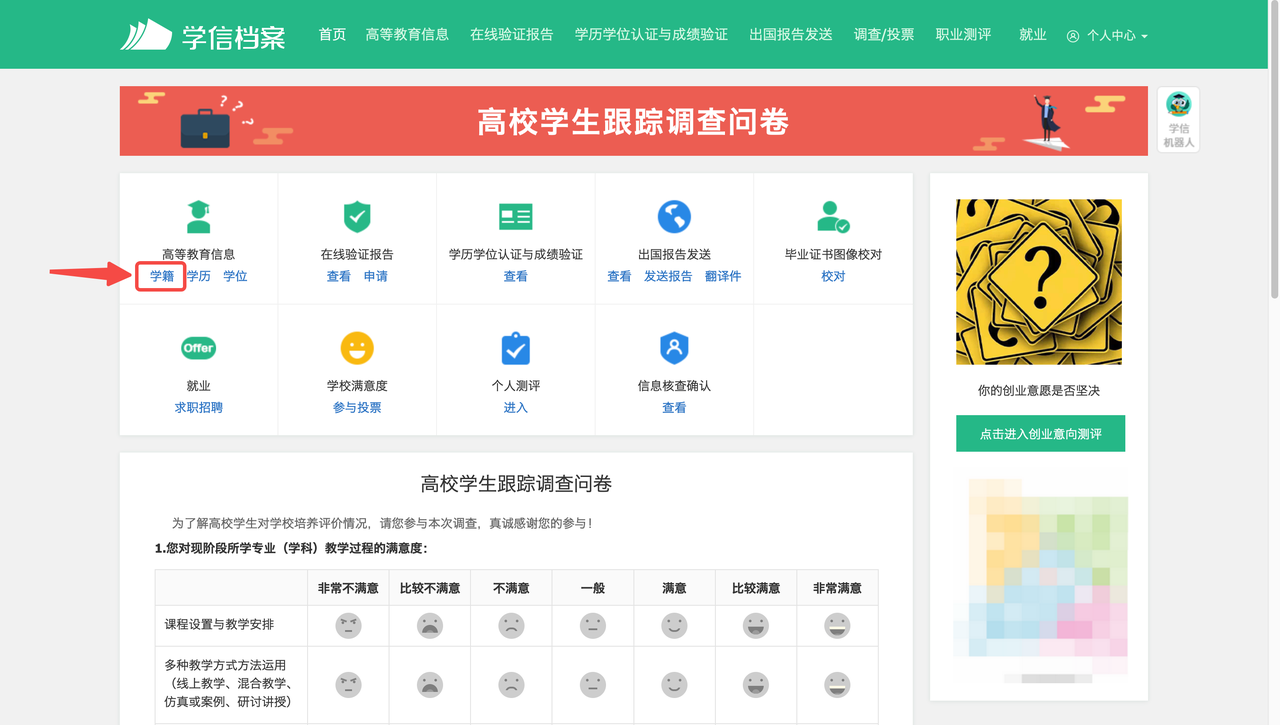 学信档案
首页 高等教育信息 在线验证报告 学历学位认证与成绩验证 出国报告发送 调查/投票 职业测评 就业 个人中心
高校学生跟踪调查问卷
学信
机器人
高等教育信息
学籍 学历 学位
在线验证报告
查看 申请
学历学位认证与成绩验证
查看
出国报告发送
查看 发送报告 翻译件
毕业证书图像校对
校对
Offer
就业
求职招聘
学校满意度
参与投票
个人测评
进入
信息核查确认
查看
你的创业意愿是否坚决
点击进入创业意向测评
高校学生跟踪调查问卷
为了解高校学生对学校培养评价情况，请您参与本次调查，真诚感谢您的参与！
1.您对现阶段所学专业（学科）教学过程的满意度：
非常不满意 比较不满意 不满意 一般 满意 比较满意 非常满意
课程设置与教学安排
多种教学方式方法运用
（线上教学、混合教学、
仿真或案例、研讨讲授）